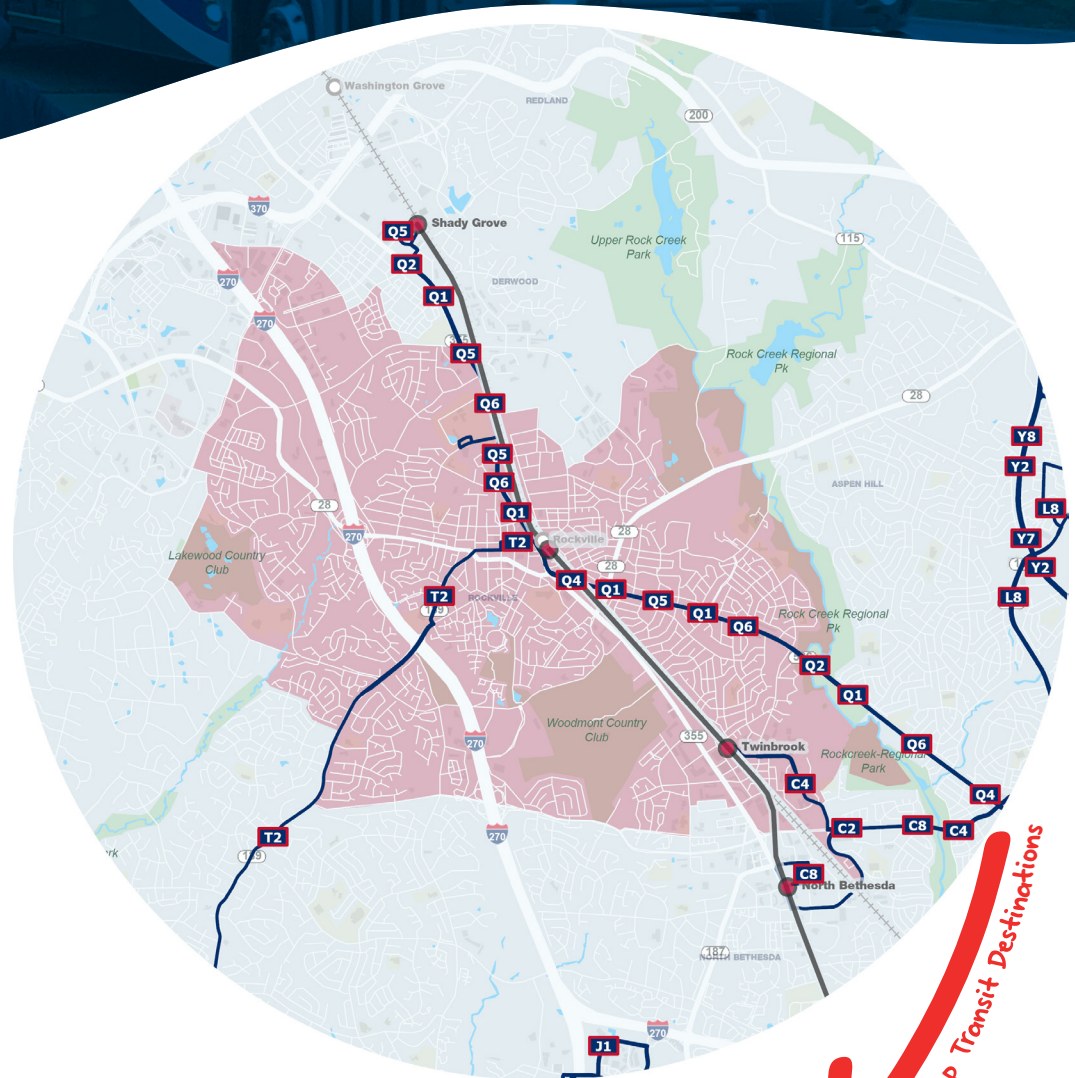 Washington Grove
REDLAND
200
370
Shady Grove
Q5
115
Upper Rock Creek
Park
Q2
270
DERWOOD
Q1
270
Q5
Rock Creek Regional
Pk
28
Q6
Y8
Q5
Y2
Q6
ASPEN HILL
28
Q1
L8
270
28
T2
Rockville
Y7
Lakewood Country
Club
28
Y2
Q4
Q1
T2
ROCKVILLE
Q5
L8
Q1
Rock Creek Regional
Pk
Q6
Q2
Q1
Woodmont Country
Club
355
270
Twinbrook
Q6
Rockcreek-Regional
Park
C4
Q4
270
C2
C8
C4
T2
189
C8
North Bethesda
187
NORTH BETHESDA
270
J1
Transit Destinations